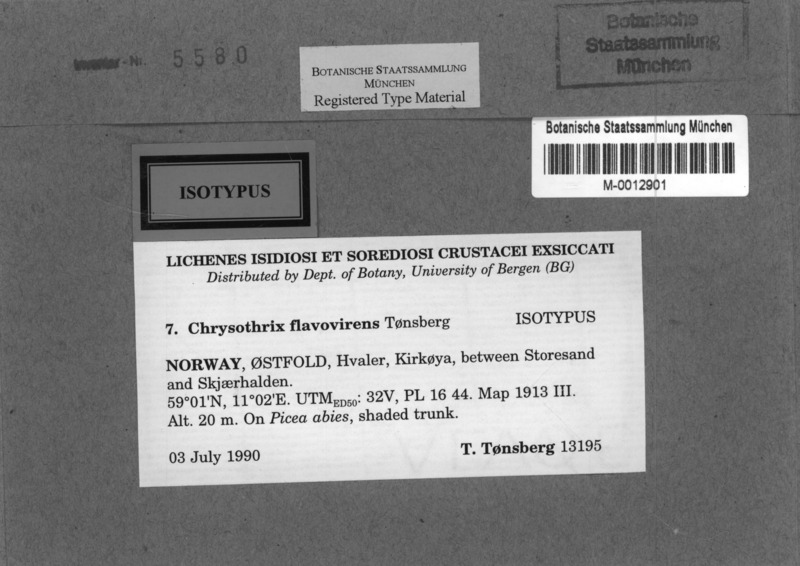 Inventar-Nr. 5580
BOTANISCHE STAATSSAMMLUNG
MÜNCHEN
Registered Type Material
Botanische
Staatssammlung
München
Botanische Staatssammlung München
M-0012901
ISOTYPUS
LICHENES ISIDIOSI ET SOREDIOSI CRUSTACEI EXSICCATI
Distributed by Dept. of Botany, University of Bergen (BG)
7. Chrysothrix flavovirens Tønsberg ISOTYPUS
NORWAY, ØSTFOLD, Hvaler, Kirkøya, between Storesand
and Skjærhalden.
59°01'N, 11°02'E. UTMED50: 32V, PL 16 44. Map 1913 III.
Alt. 20 m. On Picea abies, shaded trunk.
03 July 1990 T. Tønsberg 13195